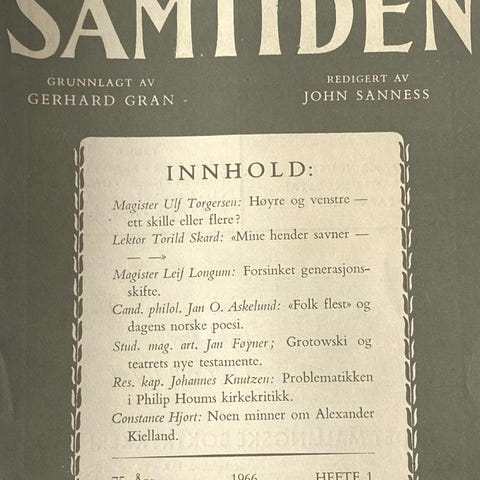 SAMTIDEN
GRUNNLAGT AV
GERHARD GRAN
REDIGERT AV
JOHN SANNESS
INNHOLD:
Magister Ulf Torgersen: Høyre og venstre —
ett skille eller flere?
Lektor Torild Skard: «Mine hender savner —
— —»
Magister Leif Longum: Forsinket generasjons-
skifte.
Cand. philol. Jan O. Askelund: «Folk flest» og
dagens norske poesi.
Stud. mag. art. Jan Føyner; Grotowski og
teatrets nye testamente.
Res. kap. Johannes Knutzen: Problematikken
i Philip Houms kirkekritikk.
Constance Hjort: Noen minner om Alexander
Kielland.
75. 1966 HEFTE 1